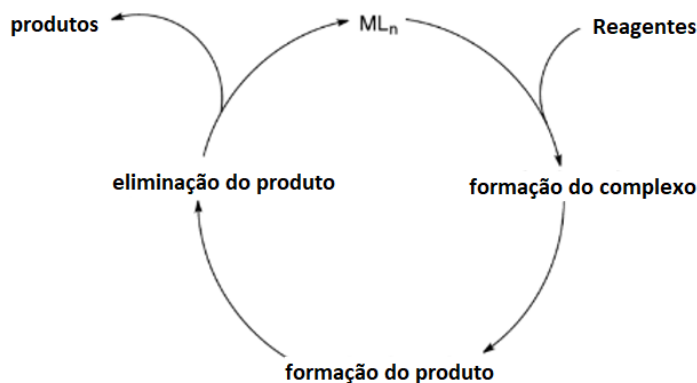 produtos
MLₙ
Reagentes
eliminação do produto
formação do complexo
formação do produto